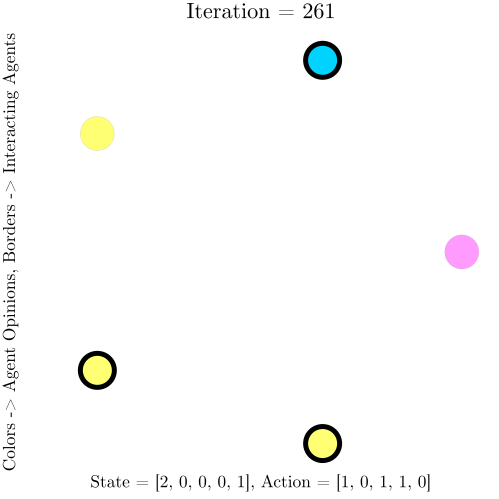 Iteration = 261
Colors -> Agent Opinions, Borders -> Interacting Agents
State = [2, 0, 0, 0, 1], Action = [1, 0, 1, 1, 0]